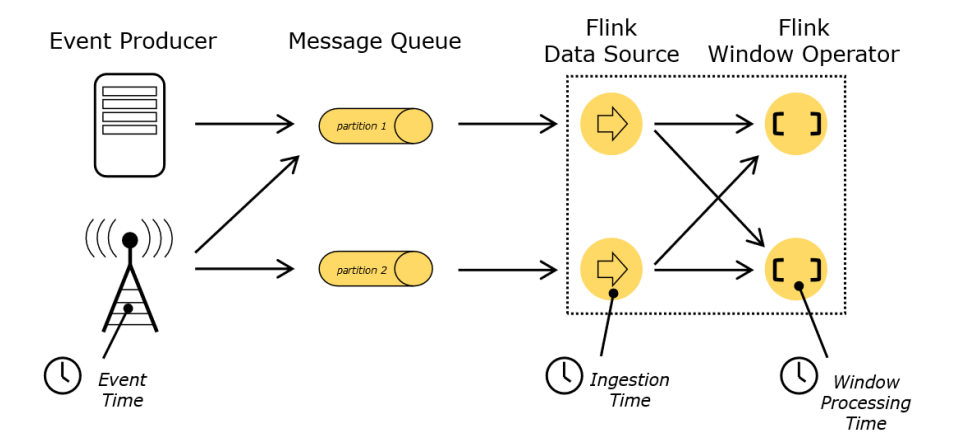 Event Producer
Message Queue
Flink
Data Source
Flink
Window Operator
partition 1
partition 2
Event
Time
Ingestion
Time
Window
Processing
Time